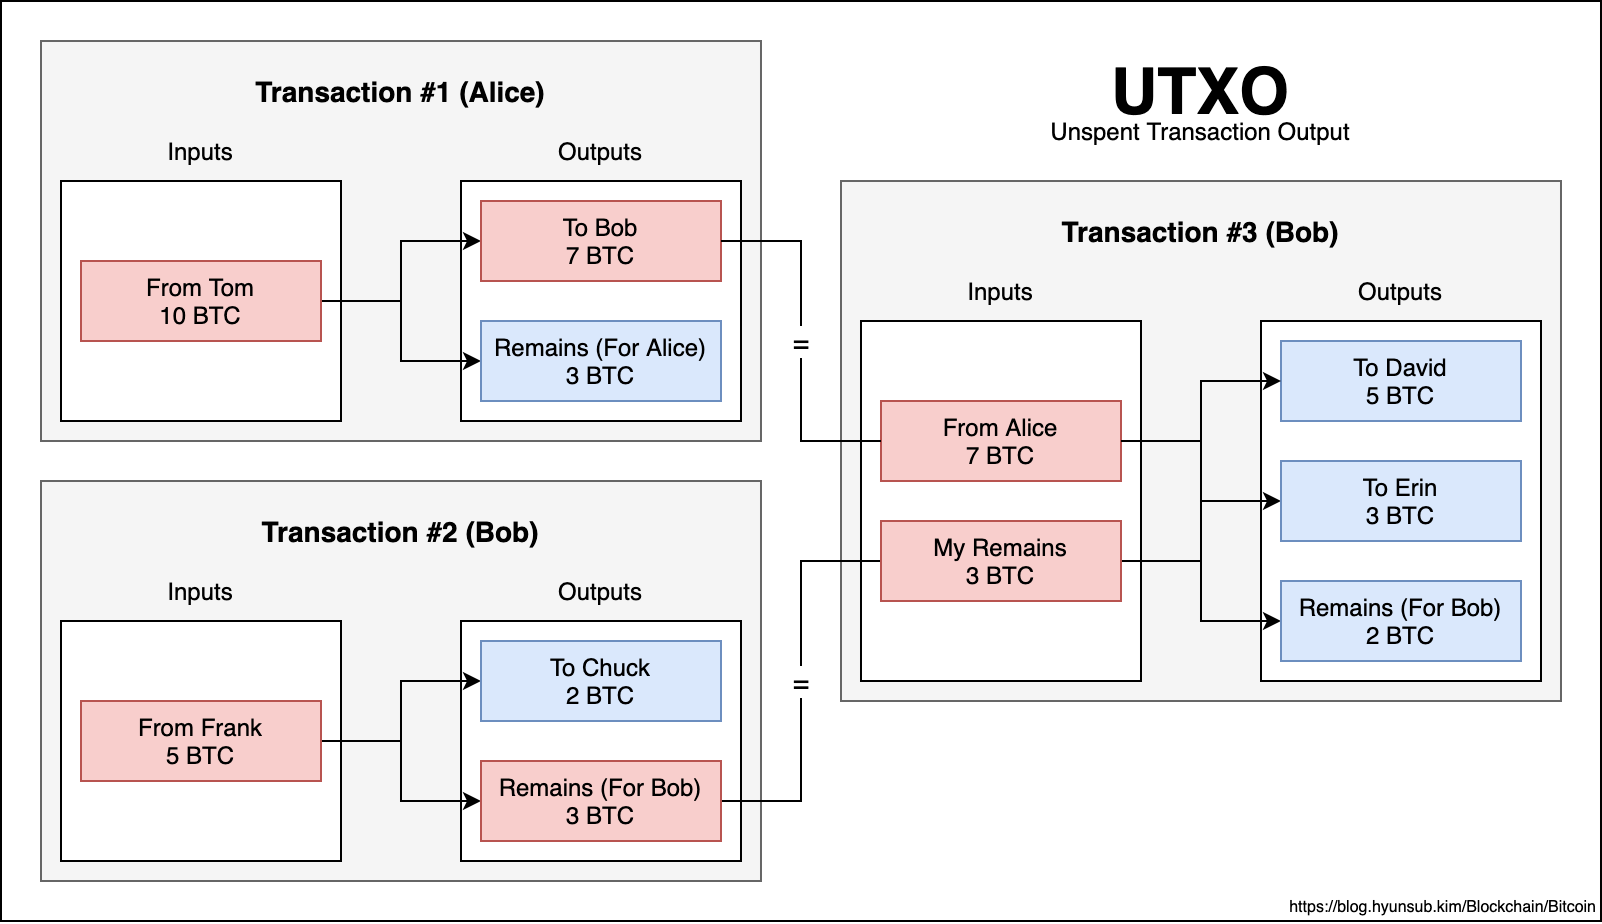 UTXO
Unspent Transaction Output
Transaction #1 (Alice)
Inputs
Outputs
From Tom
10 BTC
To Bob
7 BTC
Remains (For Alice)
3 BTC
=
Transaction #2 (Bob)
Inputs
Outputs
From Frank
5 BTC
To Chuck
2 BTC
Remains (For Bob)
3 BTC
=
Transaction #3 (Bob)
Inputs
Outputs
From Alice
7 BTC
My Remains
3 BTC
To David
5 BTC
To Erin
3 BTC
Remains (For Bob)
2 BTC
https://blog.hyunsub.kim/Blockchain/Bitcoin